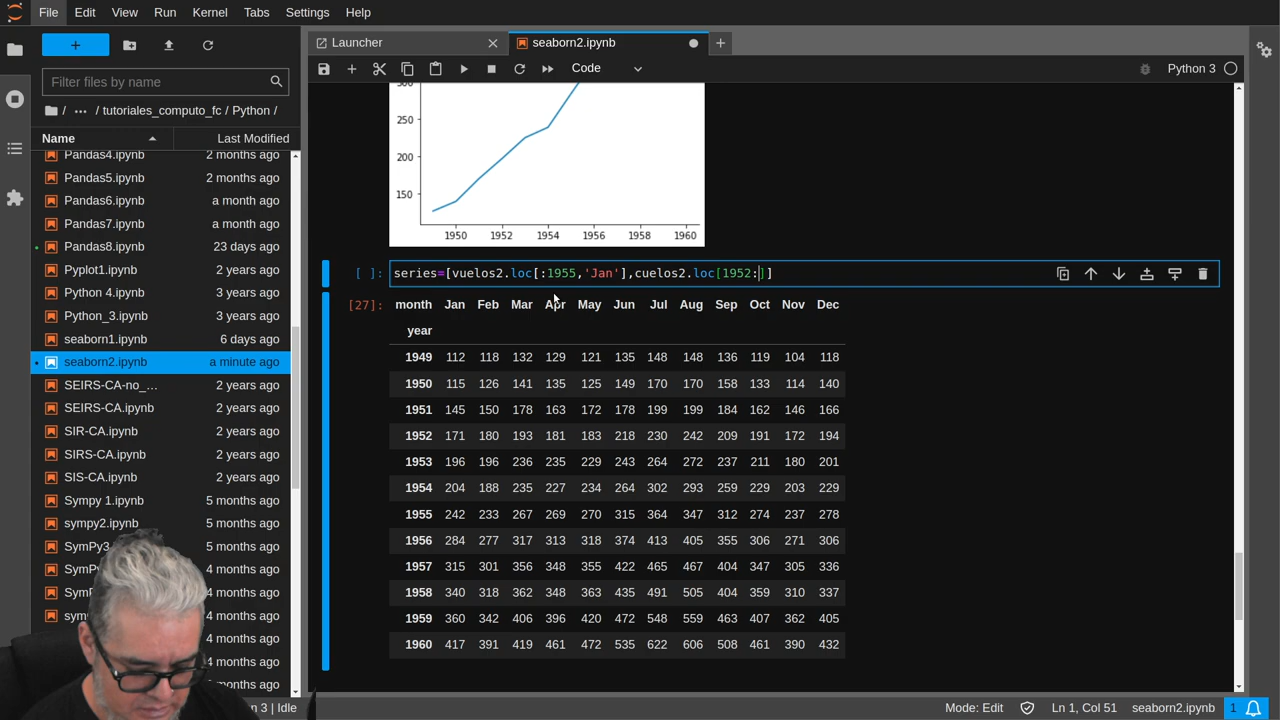 File Edit View Run Kernel Tabs Settings Help
Launcher
seaborn2.ipynb
Code
Python 3
Filter files by name
/ ... / tutoriales_computo_fc / Python /
Name Last Modified
Pandas4.ipynb 2 months ago
Pandas5.ipynb 2 months ago
Pandas6.ipynb a month ago
Pandas7.ipynb a month ago
Pandas8.ipynb 23 days ago
Pyplot1.ipynb 2 years ago
Python 4.ipynb 3 years ago
Python_3.ipynb 3 years ago
seaborn1.ipynb 6 days ago
seaborn2.ipynb a minute ago
SEIRS-CA-no_... 2 years ago
SEIRS-CA.ipynb 2 years ago
SIR-CA.ipynb 2 years ago
SIRS-CA.ipynb 2 years ago
SIS-CA.ipynb 2 years ago
Sympy 1.ipynb 5 months ago
sympy2.ipynb 5 months ago
5 months ago
4 months ago
4 months ago
4 months ago
4 months ago
4 months ago
300
250
200
150
1950 1952 1954 1956 1958 1960
[ ]: series=[vuelos2.loc[:1955,'Jan'],cuelos2.loc[1952:]]
[27]: month Jan Feb Mar Apr May Jun Jul Aug Sep Oct Nov Dec
year
1949 112 118 132 129 121 135 148 148 136 119 104 118
1950 115 126 141 135 125 149 170 170 158 133 114 140
1951 145 150 178 163 172 178 199 199 184 162 146 166
1952 171 180 193 181 183 218 230 242 209 191 172 194
1953 196 196 236 235 229 243 264 272 237 211 180 201
1954 204 188 235 227 234 264 302 293 259 229 203 229
1955 242 233 267 269 270 315 364 347 312 274 237 278
1956 284 277 317 313 318 374 413 405 355 306 271 306
1957 315 301 356 348 355 422 465 467 404 347 305 336
1958 340 318 362 348 363 435 491 505 404 359 310 337
1959 360 342 406 396 420 472 548 559 463 407 362 405
1960 417 391 419 461 472 535 622 606 508 461 390 432
n 3 | Idle
Mode: Edit
Ln 1, Col 51
seaborn2.ipynb
1